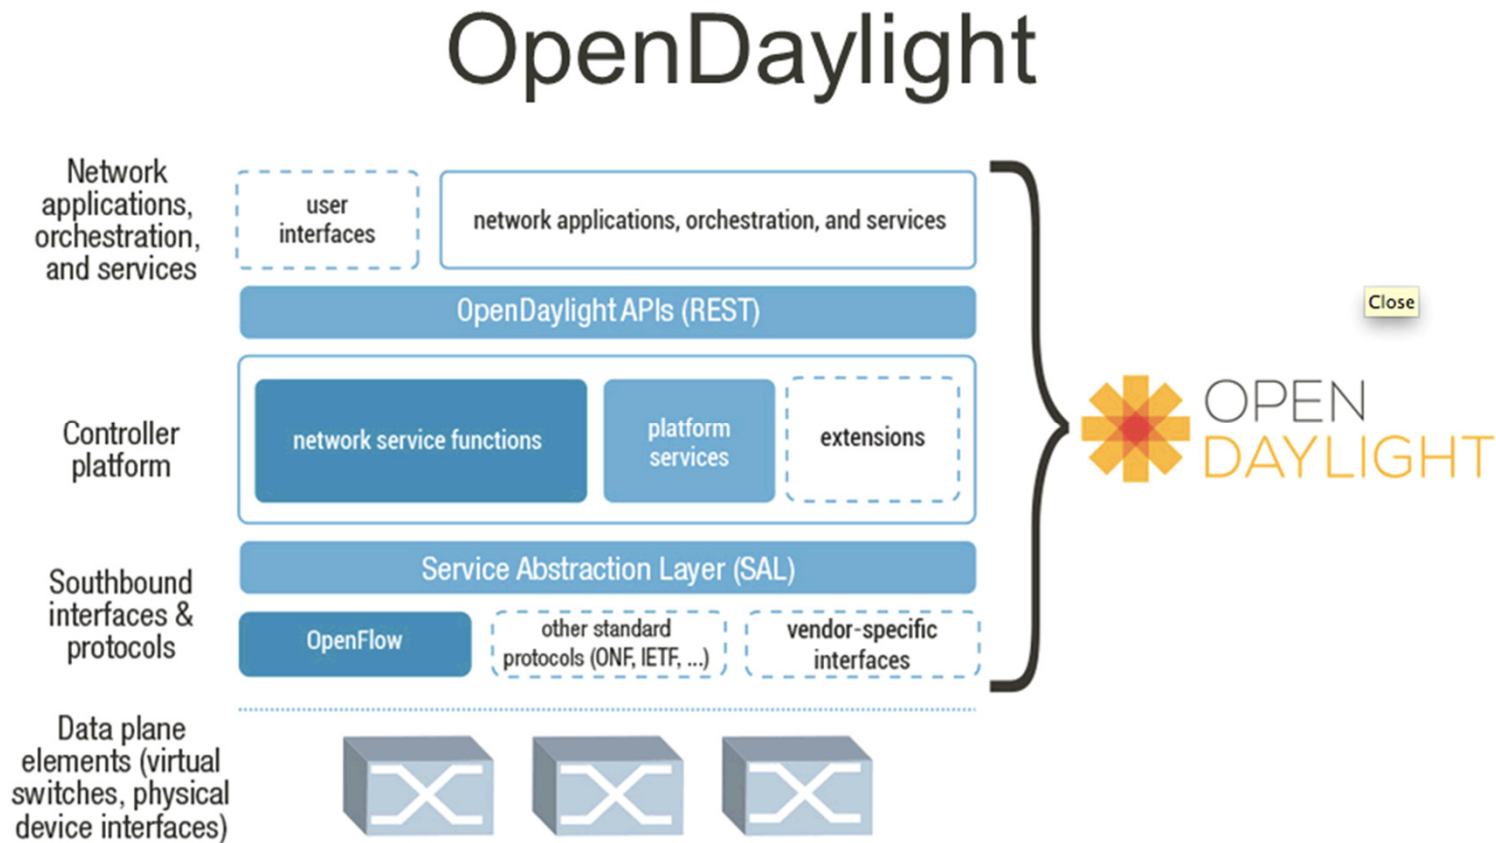 OpenDaylight
Network
applications,
orchestration,
and services
user
interfaces
network applications, orchestration, and services
OpenDaylight APIs (REST)
Close
Controller
platform
network service functions
platform
services
extensions
OPEN
DAYLIGHT
Southbound
interfaces &
protocols
Service Abstraction Layer (SAL)
OpenFlow
other standard
protocols (ONF, IETF, ...)
vendor-specific
interfaces
Data plane
elements (virtual
switches, physical
device interfaces)